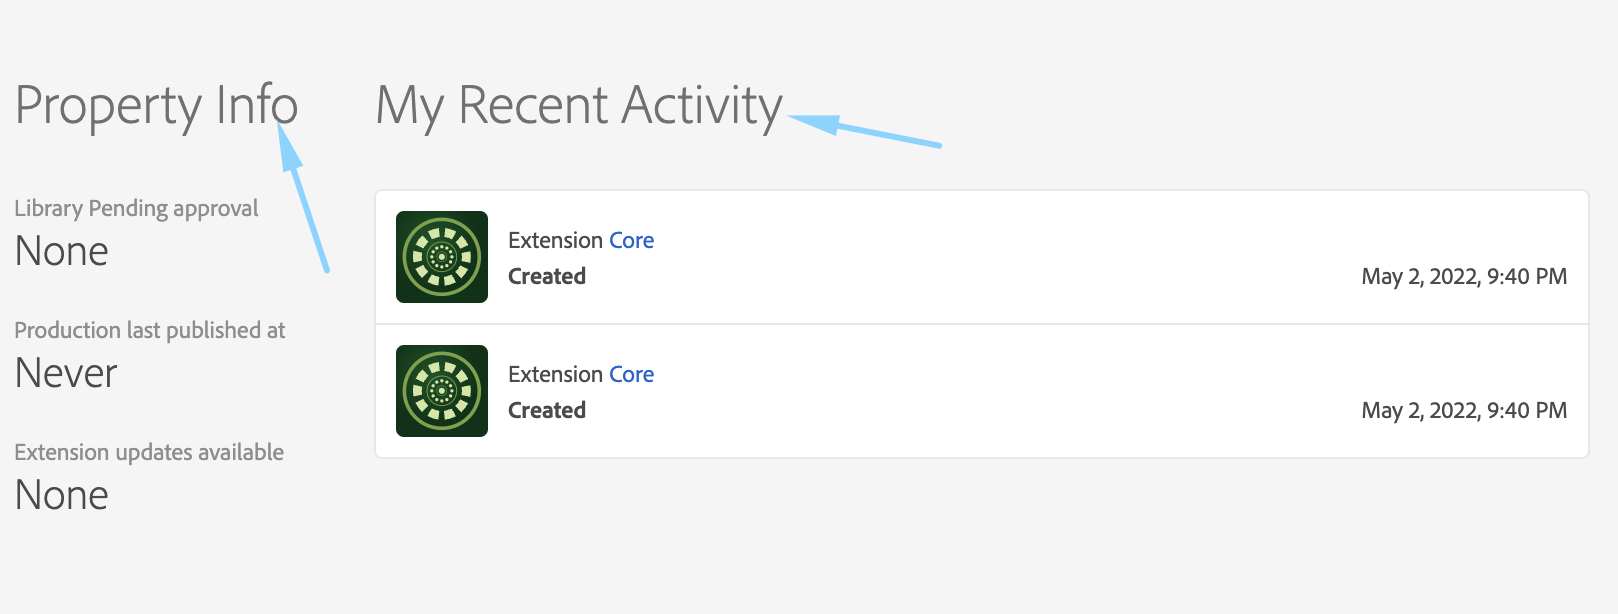 Property Info
My Recent Activity
Library Pending approval
None
Production last published at
Never
Extension updates available
None
Extension Core
Created
May 2, 2022, 9:40 PM
Extension Core
Created
May 2, 2022, 9:40 PM